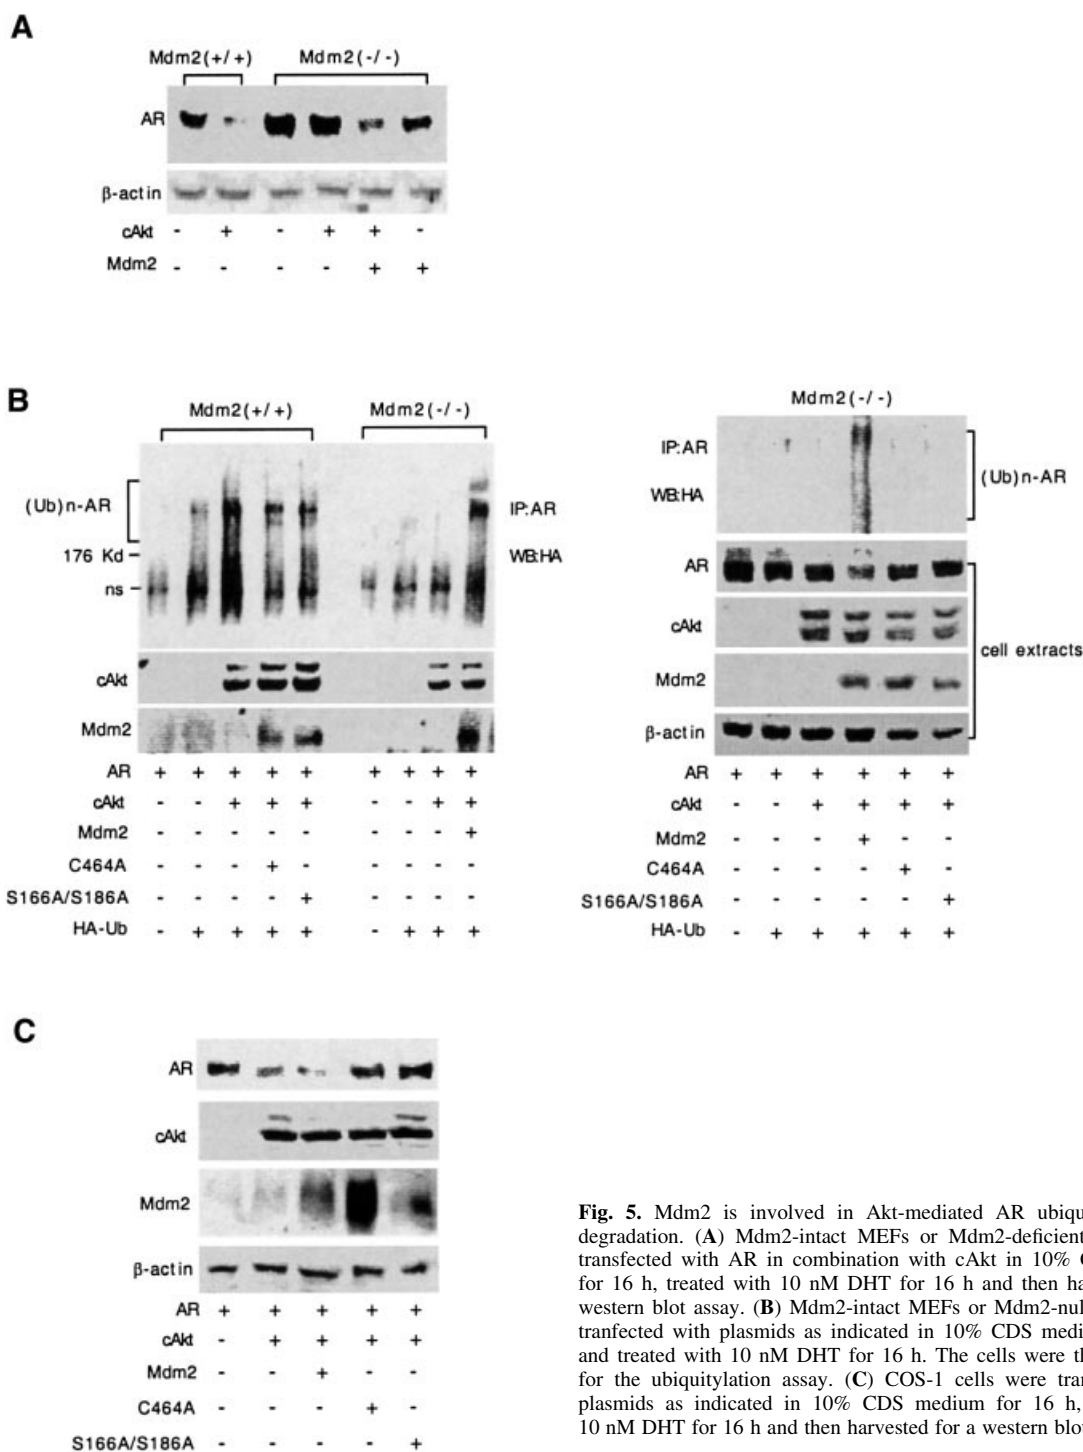 A
Mdm2(+/+) Mdm2(-/-)
AR
β-actin
cAkt - + - + + -
Mdm2 - - - - + +
B
Mdm2(+/+) Mdm2(-/-)
(Ub)n-AR
176 Kd
ns
IP:AR
WB:HA
cAkt
Mdm2
AR + + + + + + + + +
cAkt - - + + + - - + +
Mdm2 - - - - - - - - +
C464A - - - + - - - - -
S166A/S186A - - - - + - - - -
HA-Ub - + + + + - + + +
Mdm2(-/-)
IP:AR
WB:HA
(Ub)n-AR
AR
cAkt
Mdm2
β-actin
cell extracts
AR + + + + + +
cAkt - - + + + +
Mdm2 - - - + - -
C464A - - - - + -
S166A/S186A - - - - - +
HA-Ub - + + + + +
C
AR
cAkt
Mdm2
β-actin
AR + + + + +
cAkt - + + + +
Mdm2 - - + - -
C464A - - - + -
S166A/S186A - - - - +
Fig. 5. Mdm2 is involved in Akt-mediated AR ubiqu
degradation. (A) Mdm2-intact MEFs or Mdm2-deficient
transfected with AR in combination with cAkt in 10%
for 16 h, treated with 10 nM DHT for 16 h and then ha
western blot assay. (B) Mdm2-intact MEFs or Mdm2-nul
tranfected with plasmids as indicated in 10% CDS medi
and treated with 10 nM DHT for 16 h. The cells were th
for the ubiquitylation assay. (C) COS-1 cells were tran
plasmids as indicated in 10% CDS medium for 16 h,
10 nM DHT for 16 h and then harvested for a western blo